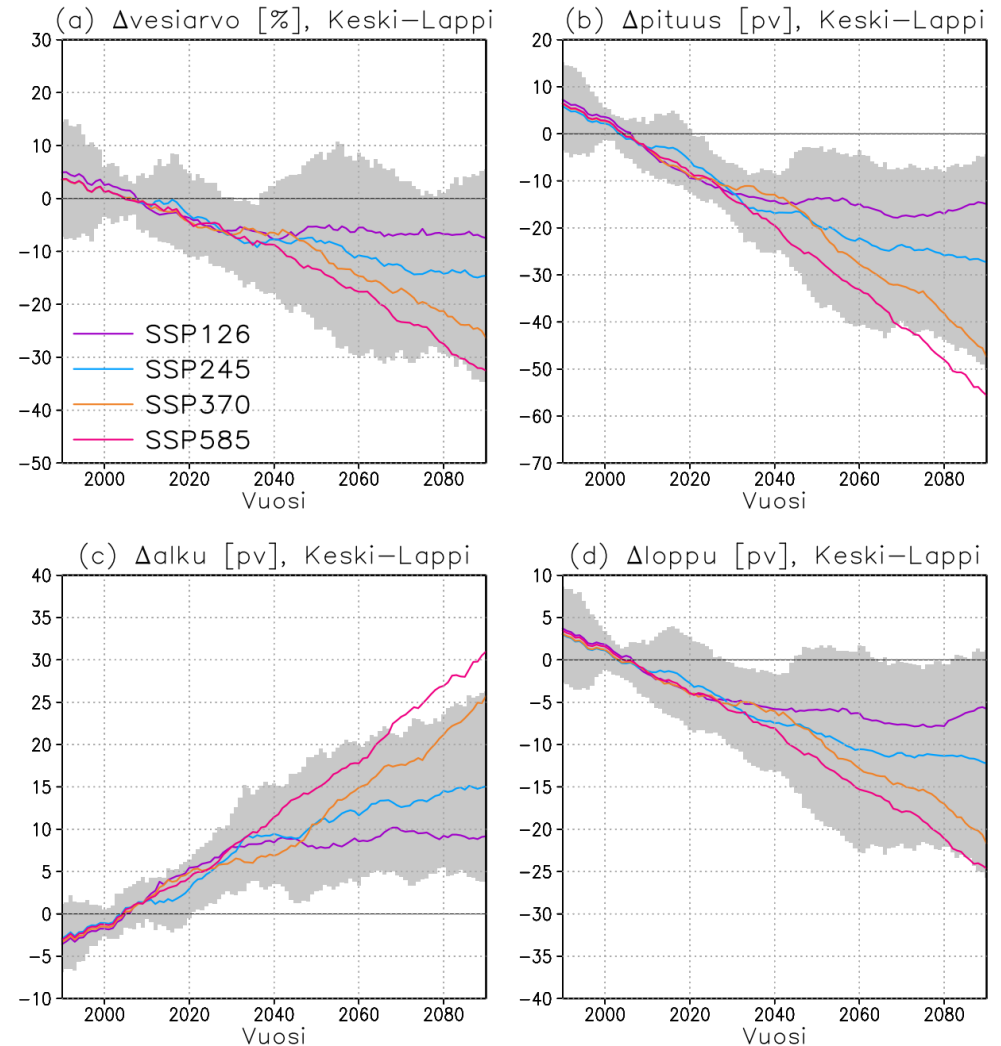 (a) Δvesiarvo [%], Keski-Lappi
30
20
10
0
-10
-20
-30
-40
-50
SSP126
SSP245
SSP370
SSP585
2000 2020 2040 2060 2080
Vuosi
(b) Δpituus [pv], Keski-Lappi
20
10
0
-10
-20
-30
-40
-50
-60
-70
2000 2020 2040 2060 2080
Vuosi
(c) Δalku [pv], Keski-Lappi
40
35
30
25
20
15
10
5
0
-5
-10
2000 2020 2040 2060 2080
Vuosi
(d) Δloppu [pv], Keski-Lappi
10
5
0
-5
-10
-15
-20
-25
-30
-35
-40
2000 2020 2040 2060 2080
Vuosi